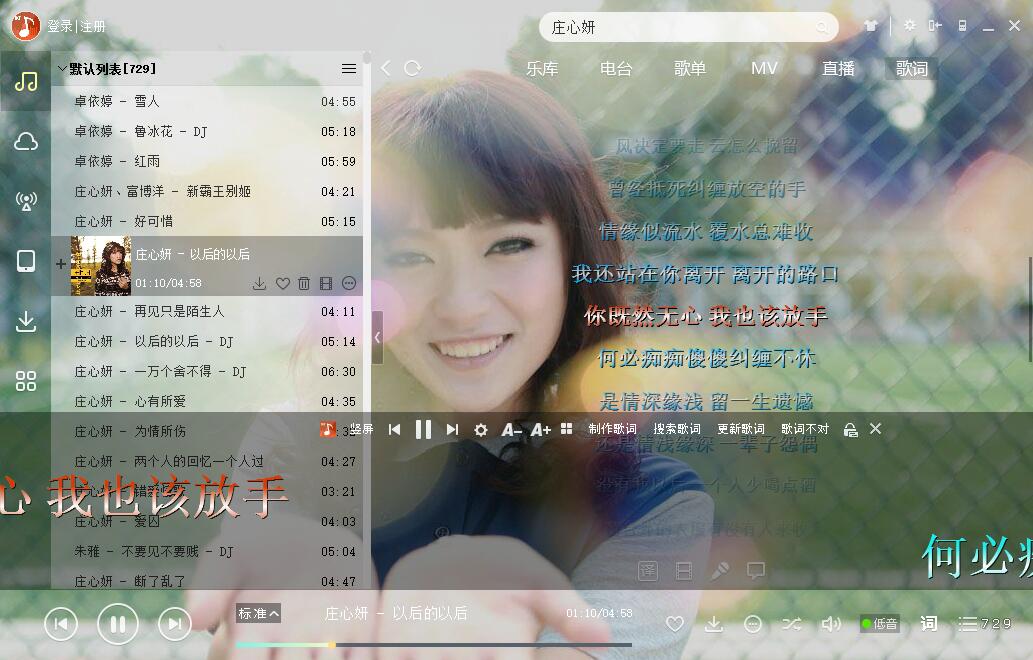 登录|注册
庄心妍
默认列表[729]
乐库 电台 歌单 MV 直播 歌词
卓依婷 - 雪人 04:55
卓依婷 - 鲁冰花 - DJ 05:18
卓依婷 - 红雨 05:59
庄心妍、富博洋 - 新霸王别姬 04:21
庄心妍 - 好可惜 05:15
庄心妍 - 以后的以后
01:10/04:58
庄心妍 - 再见只是陌生人 04:11
庄心妍 - 以后的以后 - DJ 05:14
庄心妍 - 一万个舍不得 - DJ 06:30
庄心妍 - 心有所爱 04:35
庄心妍 - 为情所伤
庄心妍 - 两个人的回忆一个人过 04:27
03:21
庄心妍 - 爱囚 04:03
朱雅 - 不要见不要贱 - DJ 05:04
庄心妍 - 断了乱了 04:47
风决定要走 云怎么挽留
曾经抵死纠缠放空的手
情缘似流水 覆水总难收
我还站在你离开 离开的路口
你既然无心 我也该放手
何必痴痴傻傻纠缠不休
是情深缘浅 留一生遗憾
还是情浅缘深 一辈子怨偶
竖屏 A- A+ 制作歌词 搜索歌词 更新歌词 歌词不对
心 我也该放手
何必
译
标准 庄心妍 - 以后的以后 01:10/04:58
低音 词 729